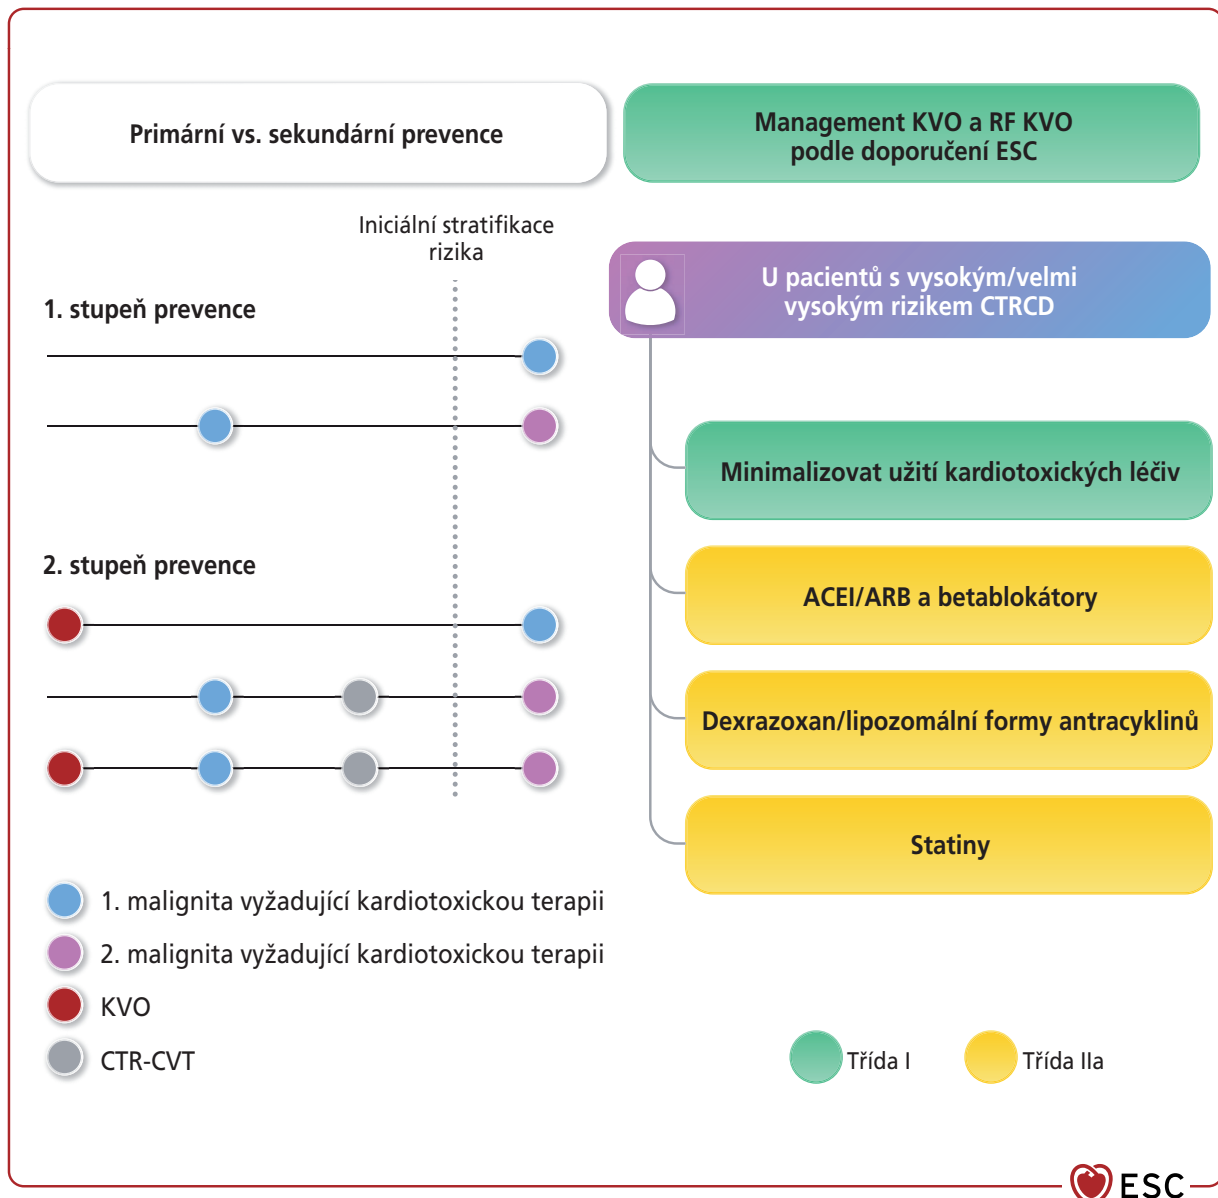 Primární vs. sekundární prevence
Management KVO a RF KVO
podle doporučení ESC
Iniciální stratifikace
rizika
1. stupeň prevence
2. stupeň prevence
U pacientů s vysokým/velmi
vysokým rizikem CTRCD
Minimalizovat užití kardiotoxických léčiv
ACEI/ARB a betablokátory
Dexrazoxan/lipozomální formy antracyklinů
Statiny
1. malignita vyžadující kardiotoxickou terapii
2. malignita vyžadující kardiotoxickou terapii
KVO
CTR-CVT
Třída I
Třída IIa
ESC